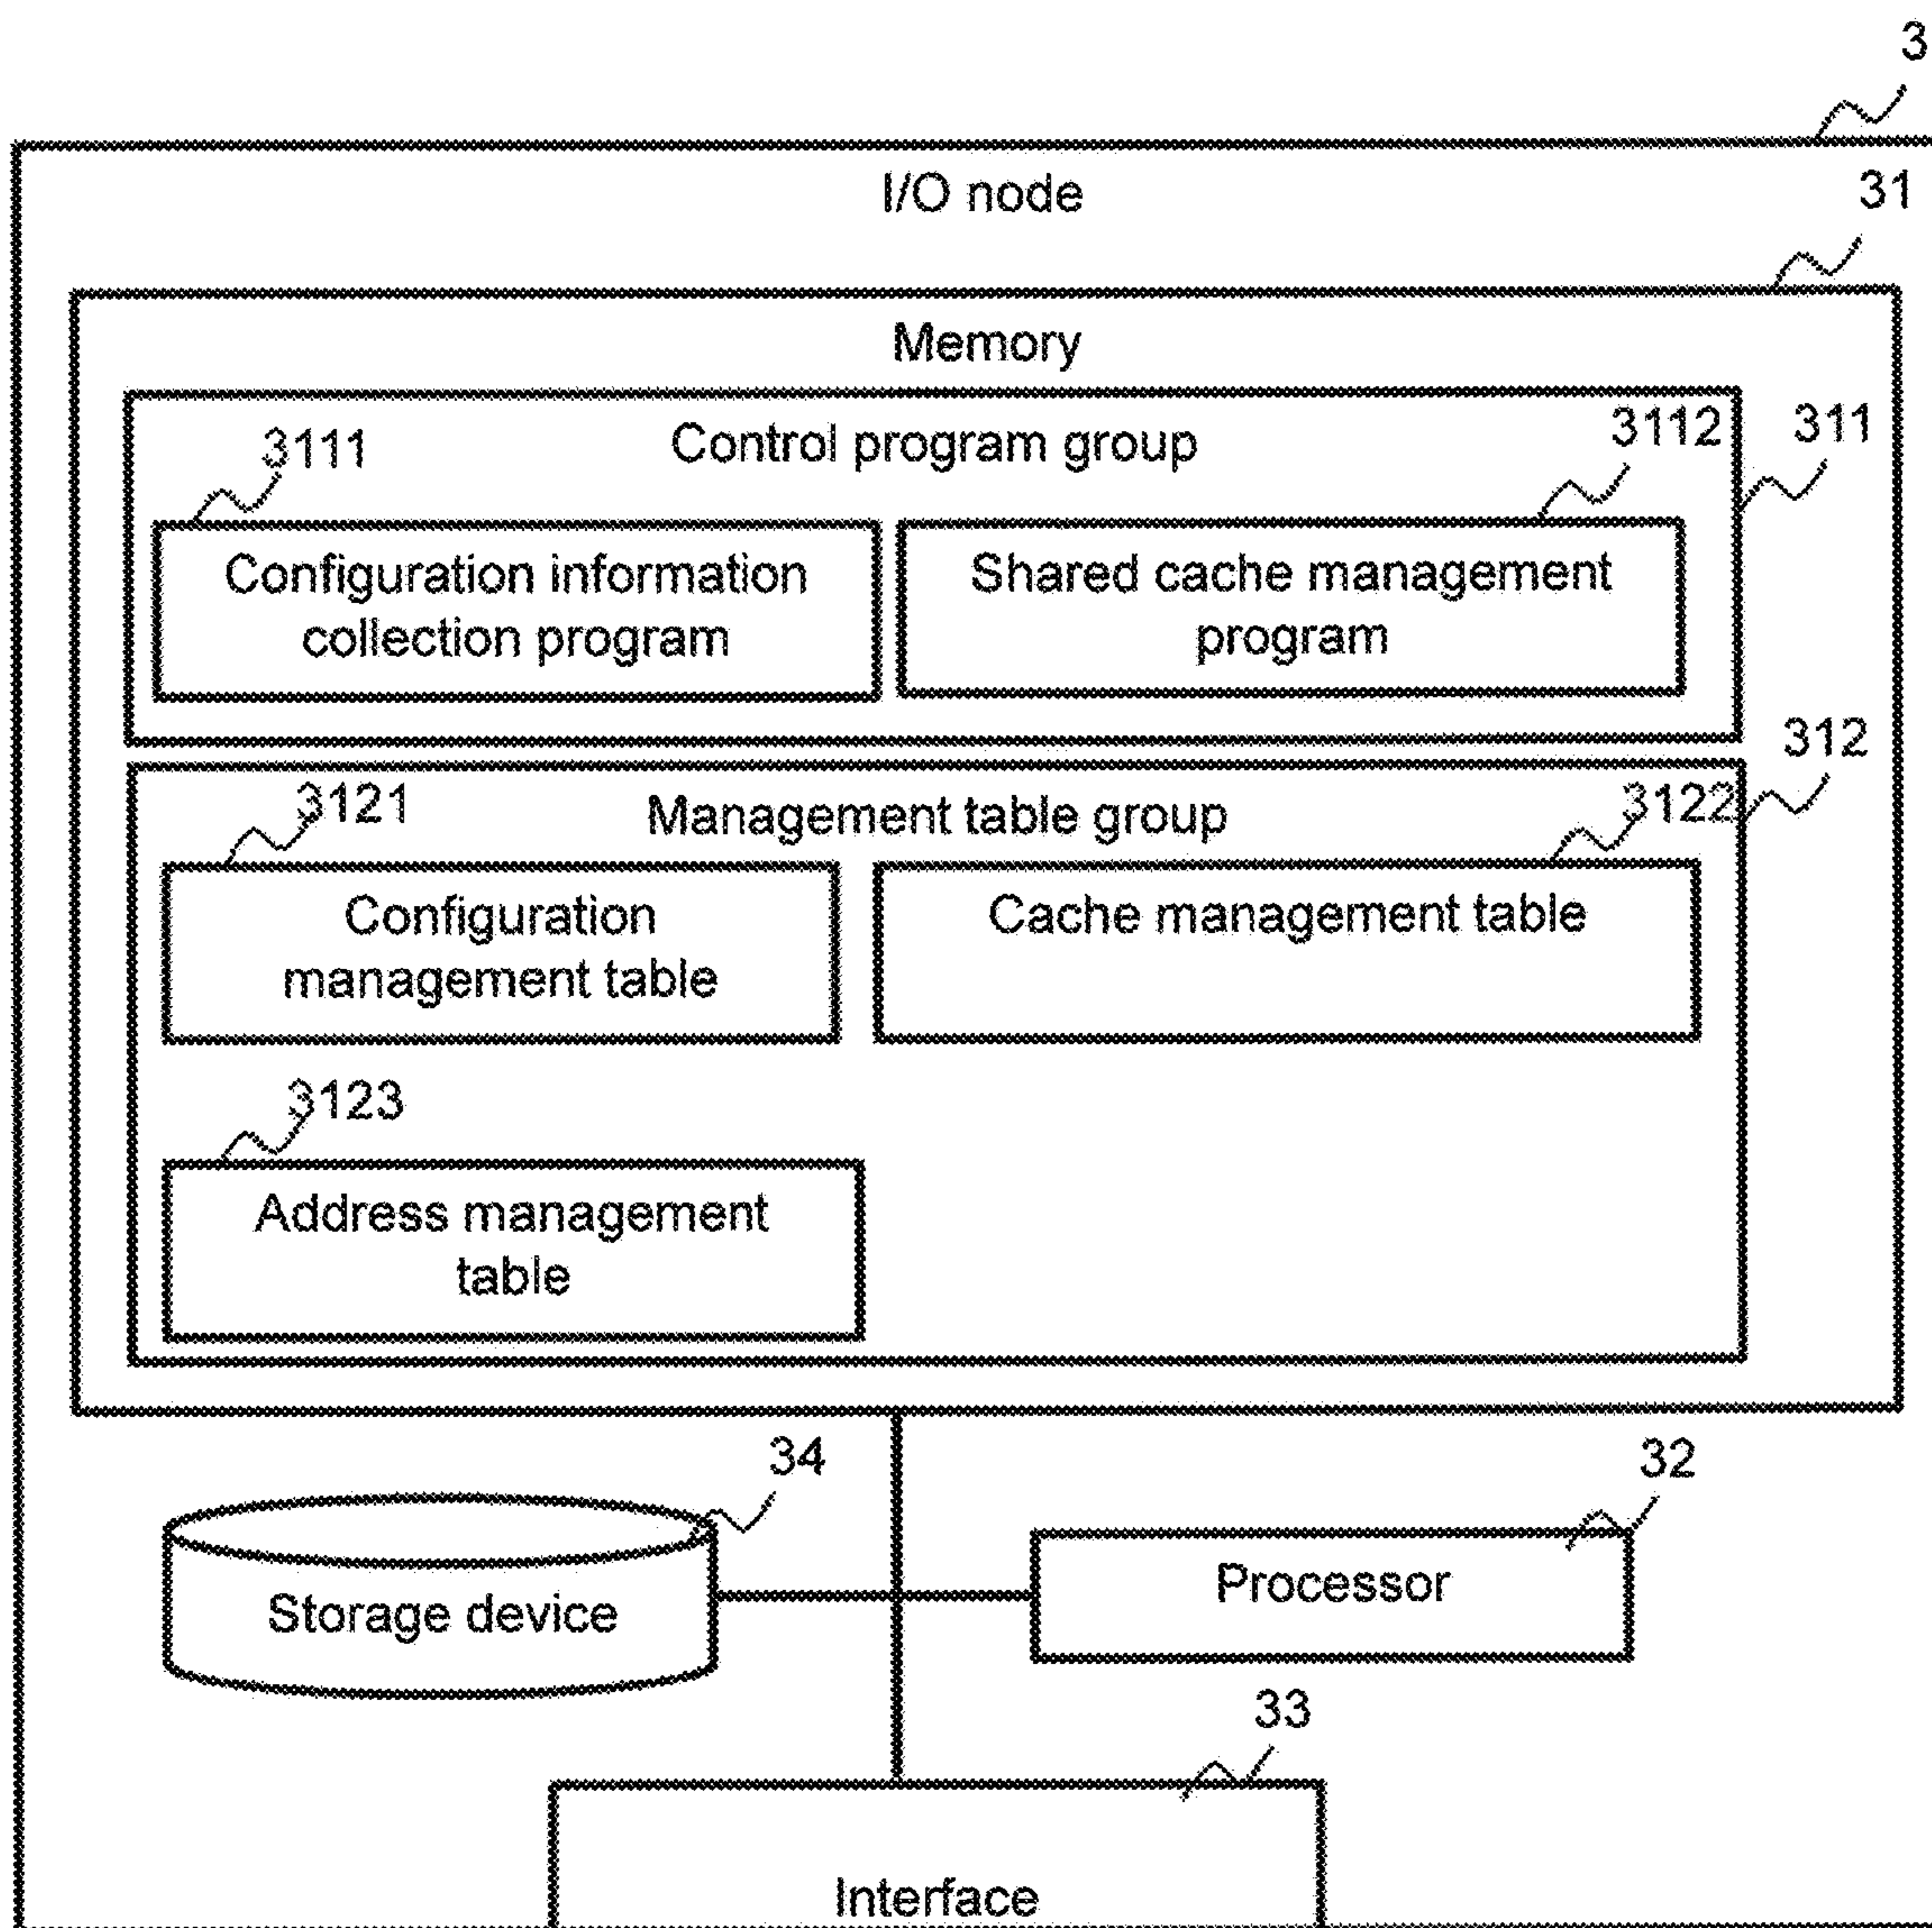 3
I/O node
31
Memory
3111
Control program group
3112
311
Configuration information
collection program
Shared cache management
program
312
3121
Management table group
3122
Configuration
management table
Cache management table
3123
Address management
table
34
32
Storage device
Processor
33
Interface